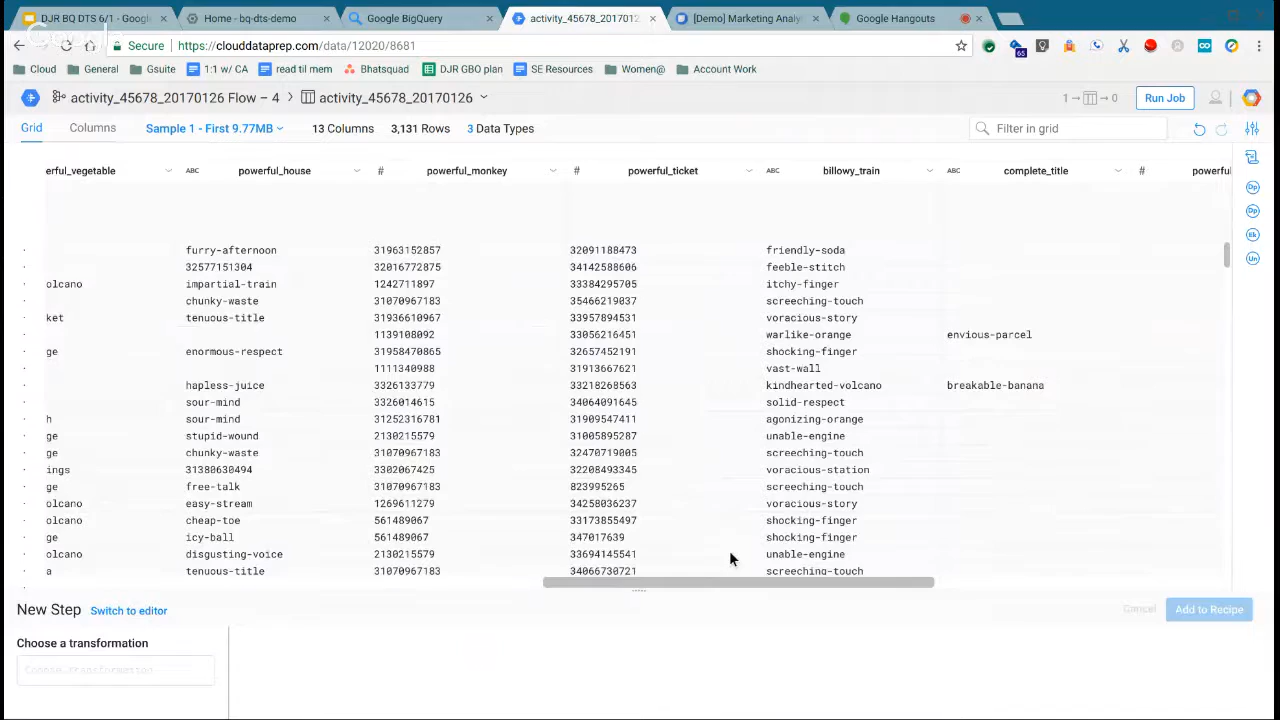 DJR BQ DTS 6/1 - Goog
Home – bq-dts-demo
Google BigQuery
activity_45678_2017012
[Demo] Marketing Analy
Google Hangouts
Secure
https://clouddataprep.com/data/12020/8681
65
Cloud
General
Gsuite
1:1 w/ CA
read til mem
Bhatsquad
DJR GBO plan
SE Resources
Women@
Account Work
activity_45678_20170126 Flow – 4
activity_45678_20170126
1 → → 0
Run Job
Grid
Columns
Sample 1 - First 9.77MB
13 Columns
3,131 Rows
3 Data Types
Filter in grid
erful_vegetable ABC powerful_house # powerful_monkey # powerful_ticket ABC billowy_train ABC complete_title # powerful
furry-afternoon 31963152857 32091188473 friendly-soda
32577151304 32016772875 34142588606 feeble-stitch
olcano impartial-train 1242711897 33384295705 itchy-finger
chunky-waste 31070967183 35466219037 screeching-touch
ket tenuous-title 31936610967 33957894531 voracious-story
1139108092 33056216451 warlike-orange envious-parcel
ge enormous-respect 31958470865 32657452191 shocking-finger
1111340988 31913667621 vast-wall
hapless-juice 3326133779 33218268563 kindhearted-volcano breakable-banana
sour-mind 3326014615 34064091645 solid-respect
h sour-mind 31252316781 31909547411 agonizing-orange
ge stupid-wound 2130215579 31005895287 unable-engine
ge chunky-waste 31070967183 32470719005 screeching-touch
ings 31380630494 3302067425 32208493345 voracious-station
ge free-talk 31070967183 823995265 screeching-touch
olcano easy-stream 1269611279 34258036237 voracious-story
olcano cheap-toe 561489067 33173855497 shocking-finger
ge icy-ball 561489067 347017639 shocking-finger
olcano disgusting-voice 2130215579 33694145541 unable-engine
a tenuous-title 31070967183 34066730721 screeching-touch
Dp
Dp
Ek
Un
New Step
Switch to editor
Cancel
Add to Recipe
Choose a transformation